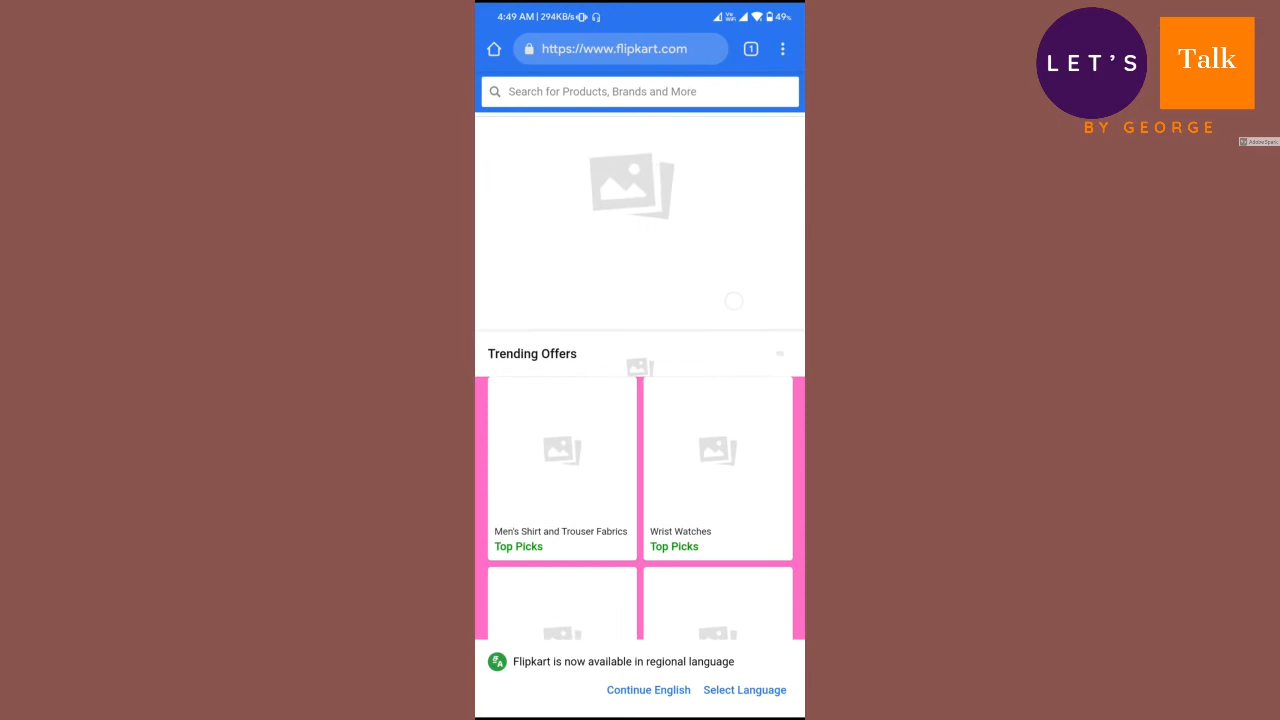 4:49 AM | 294KB/s
49%
https://www.flipkart.com
1
Search for Products, Brands and More
Trending Offers
Men's Shirt and Trouser Fabrics
Top Picks
Wrist Watches
Top Picks
Flipkart is now available in regional language
Continue English
Select Language
LET'S
Talk
BY GEORGE
AdobeSpark